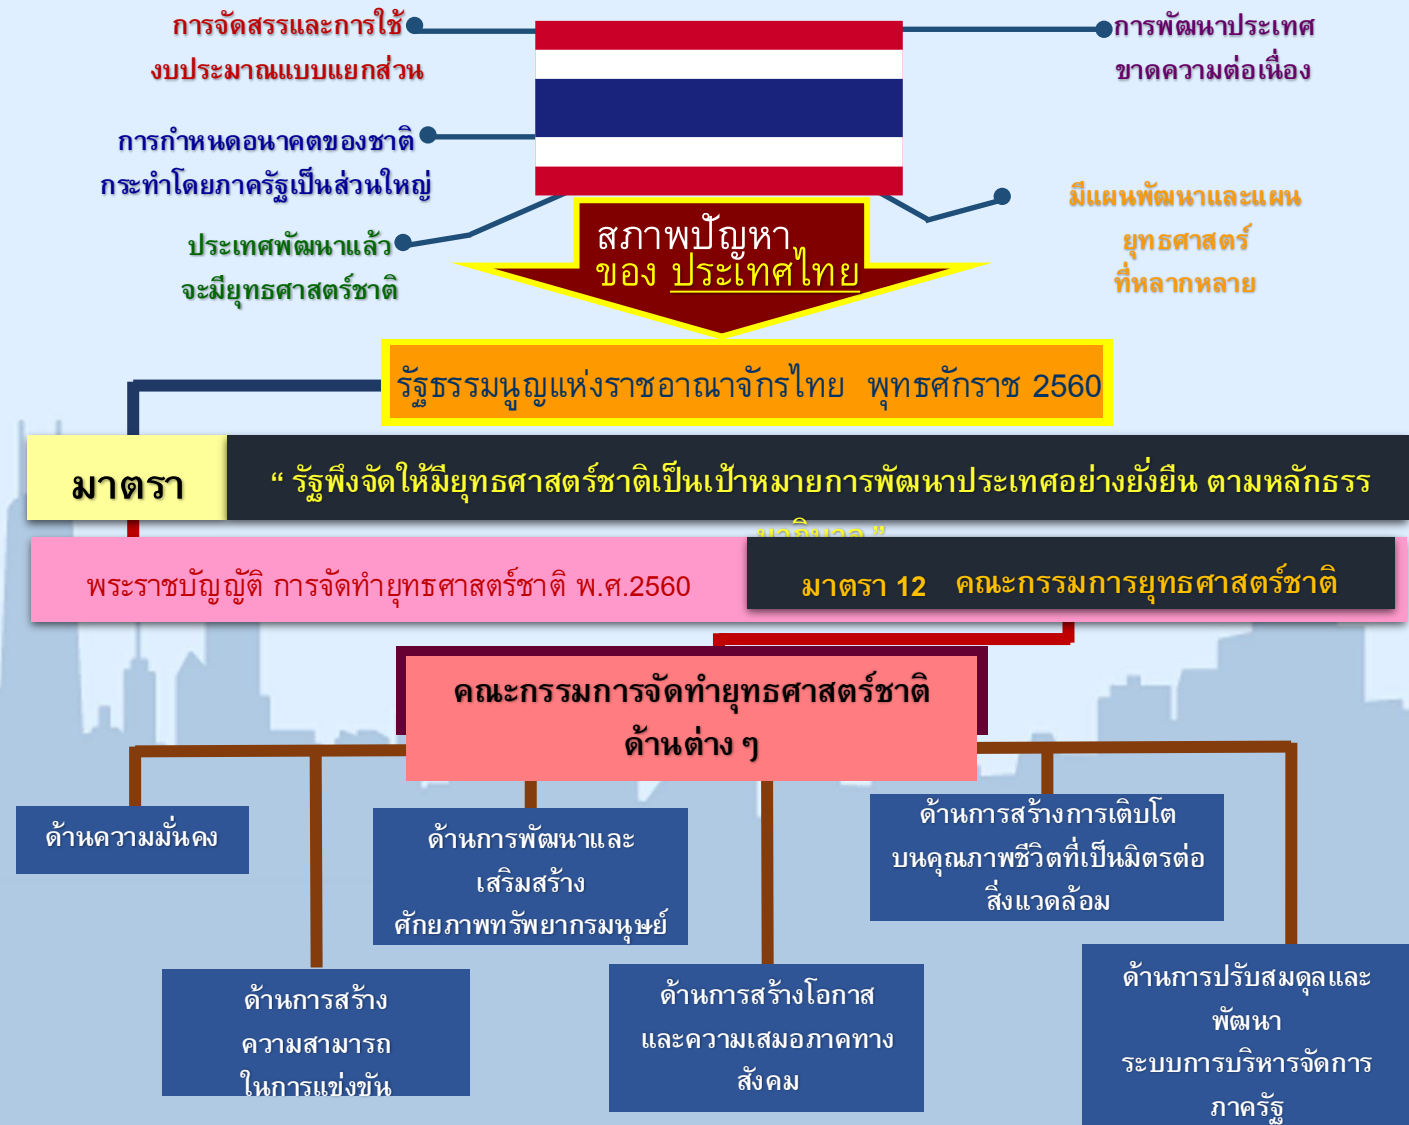 การจัดสรรและการใช้
งบประมาณแบบแยกส่วน
การพัฒนาประเทศ
ขาดความต่อเนื่อง
การกำหนดอนาคตของชาติ
กระทำโดยภาครัฐเป็นส่วนใหญ่
มีแผนพัฒนาและแผน
ยุทธศาสตร์
ที่หลากหลาย
ประเทศพัฒนาแล้ว
จะมียุทธศาสตร์ชาติ
สภาพปัญหา
ของ ประเทศไทย
รัฐธรรมนูญแห่งราชอาณาจักรไทย พุทธศักราช 2560
มาตรา
“ รัฐพึงจัดให้มียุทธศาสตร์ชาติเป็นเป้าหมายการพัฒนาประเทศอย่างยั่งยืน ตามหลักธรร
มาภิบาล ”
พระราชบัญญัติ การจัดทำยุทธศาสตร์ชาติ พ.ศ.2560
มาตรา 12 คณะกรรมการยุทธศาสตร์ชาติ
คณะกรรมการจัดทำยุทธศาสตร์ชาติ
ด้านต่าง ๆ
ด้านความมั่นคง
ด้านการสร้าง
ความสามารถ
ในการแข่งขัน
ด้านการพัฒนาและ
เสริมสร้าง
ศักยภาพทรัพยากรมนุษย์
ด้านการสร้างโอกาส
และความเสมอภาคทาง
สังคม
ด้านการสร้างการเติบโต
บนคุณภาพชีวิตที่เป็นมิตรต่อ
สิ่งแวดล้อม
ด้านการปรับสมดุลและ
พัฒนา
ระบบการบริหารจัดการ
ภาครัฐ